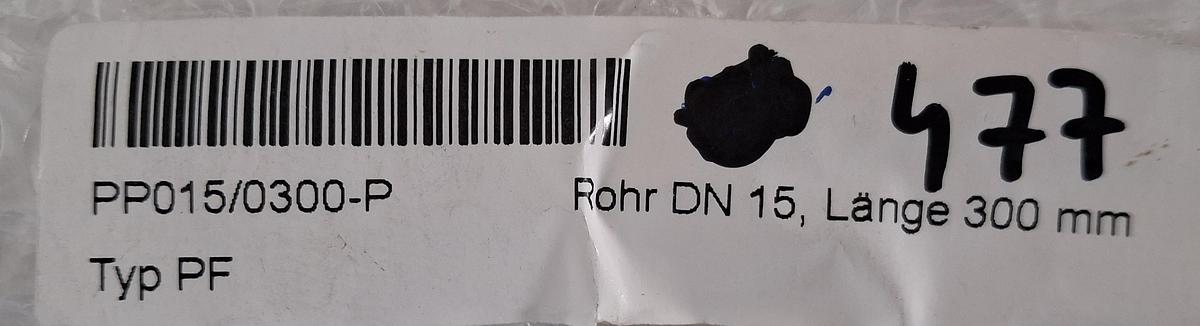 477
PP015/0300-P Rohr DN 15, Länge 300 mm
Typ PF